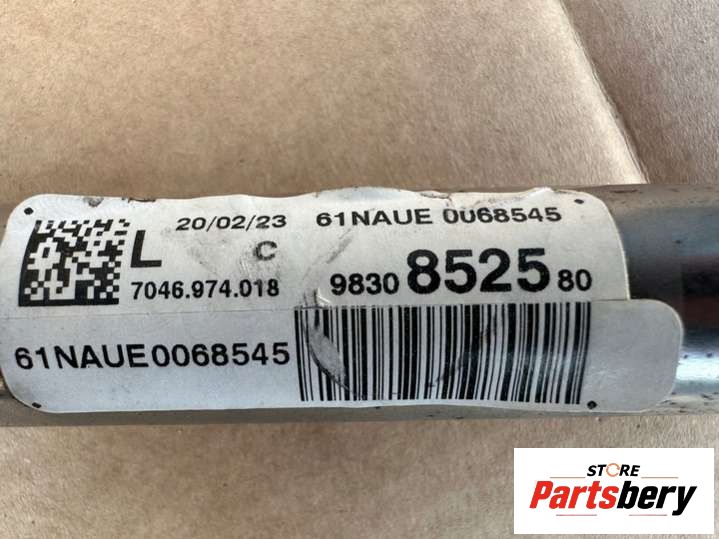 20/02/23 61NAUE 0068545
L C
7046.974.018 9830 8525 80
61NAUE0068545
STORE
Partsbery